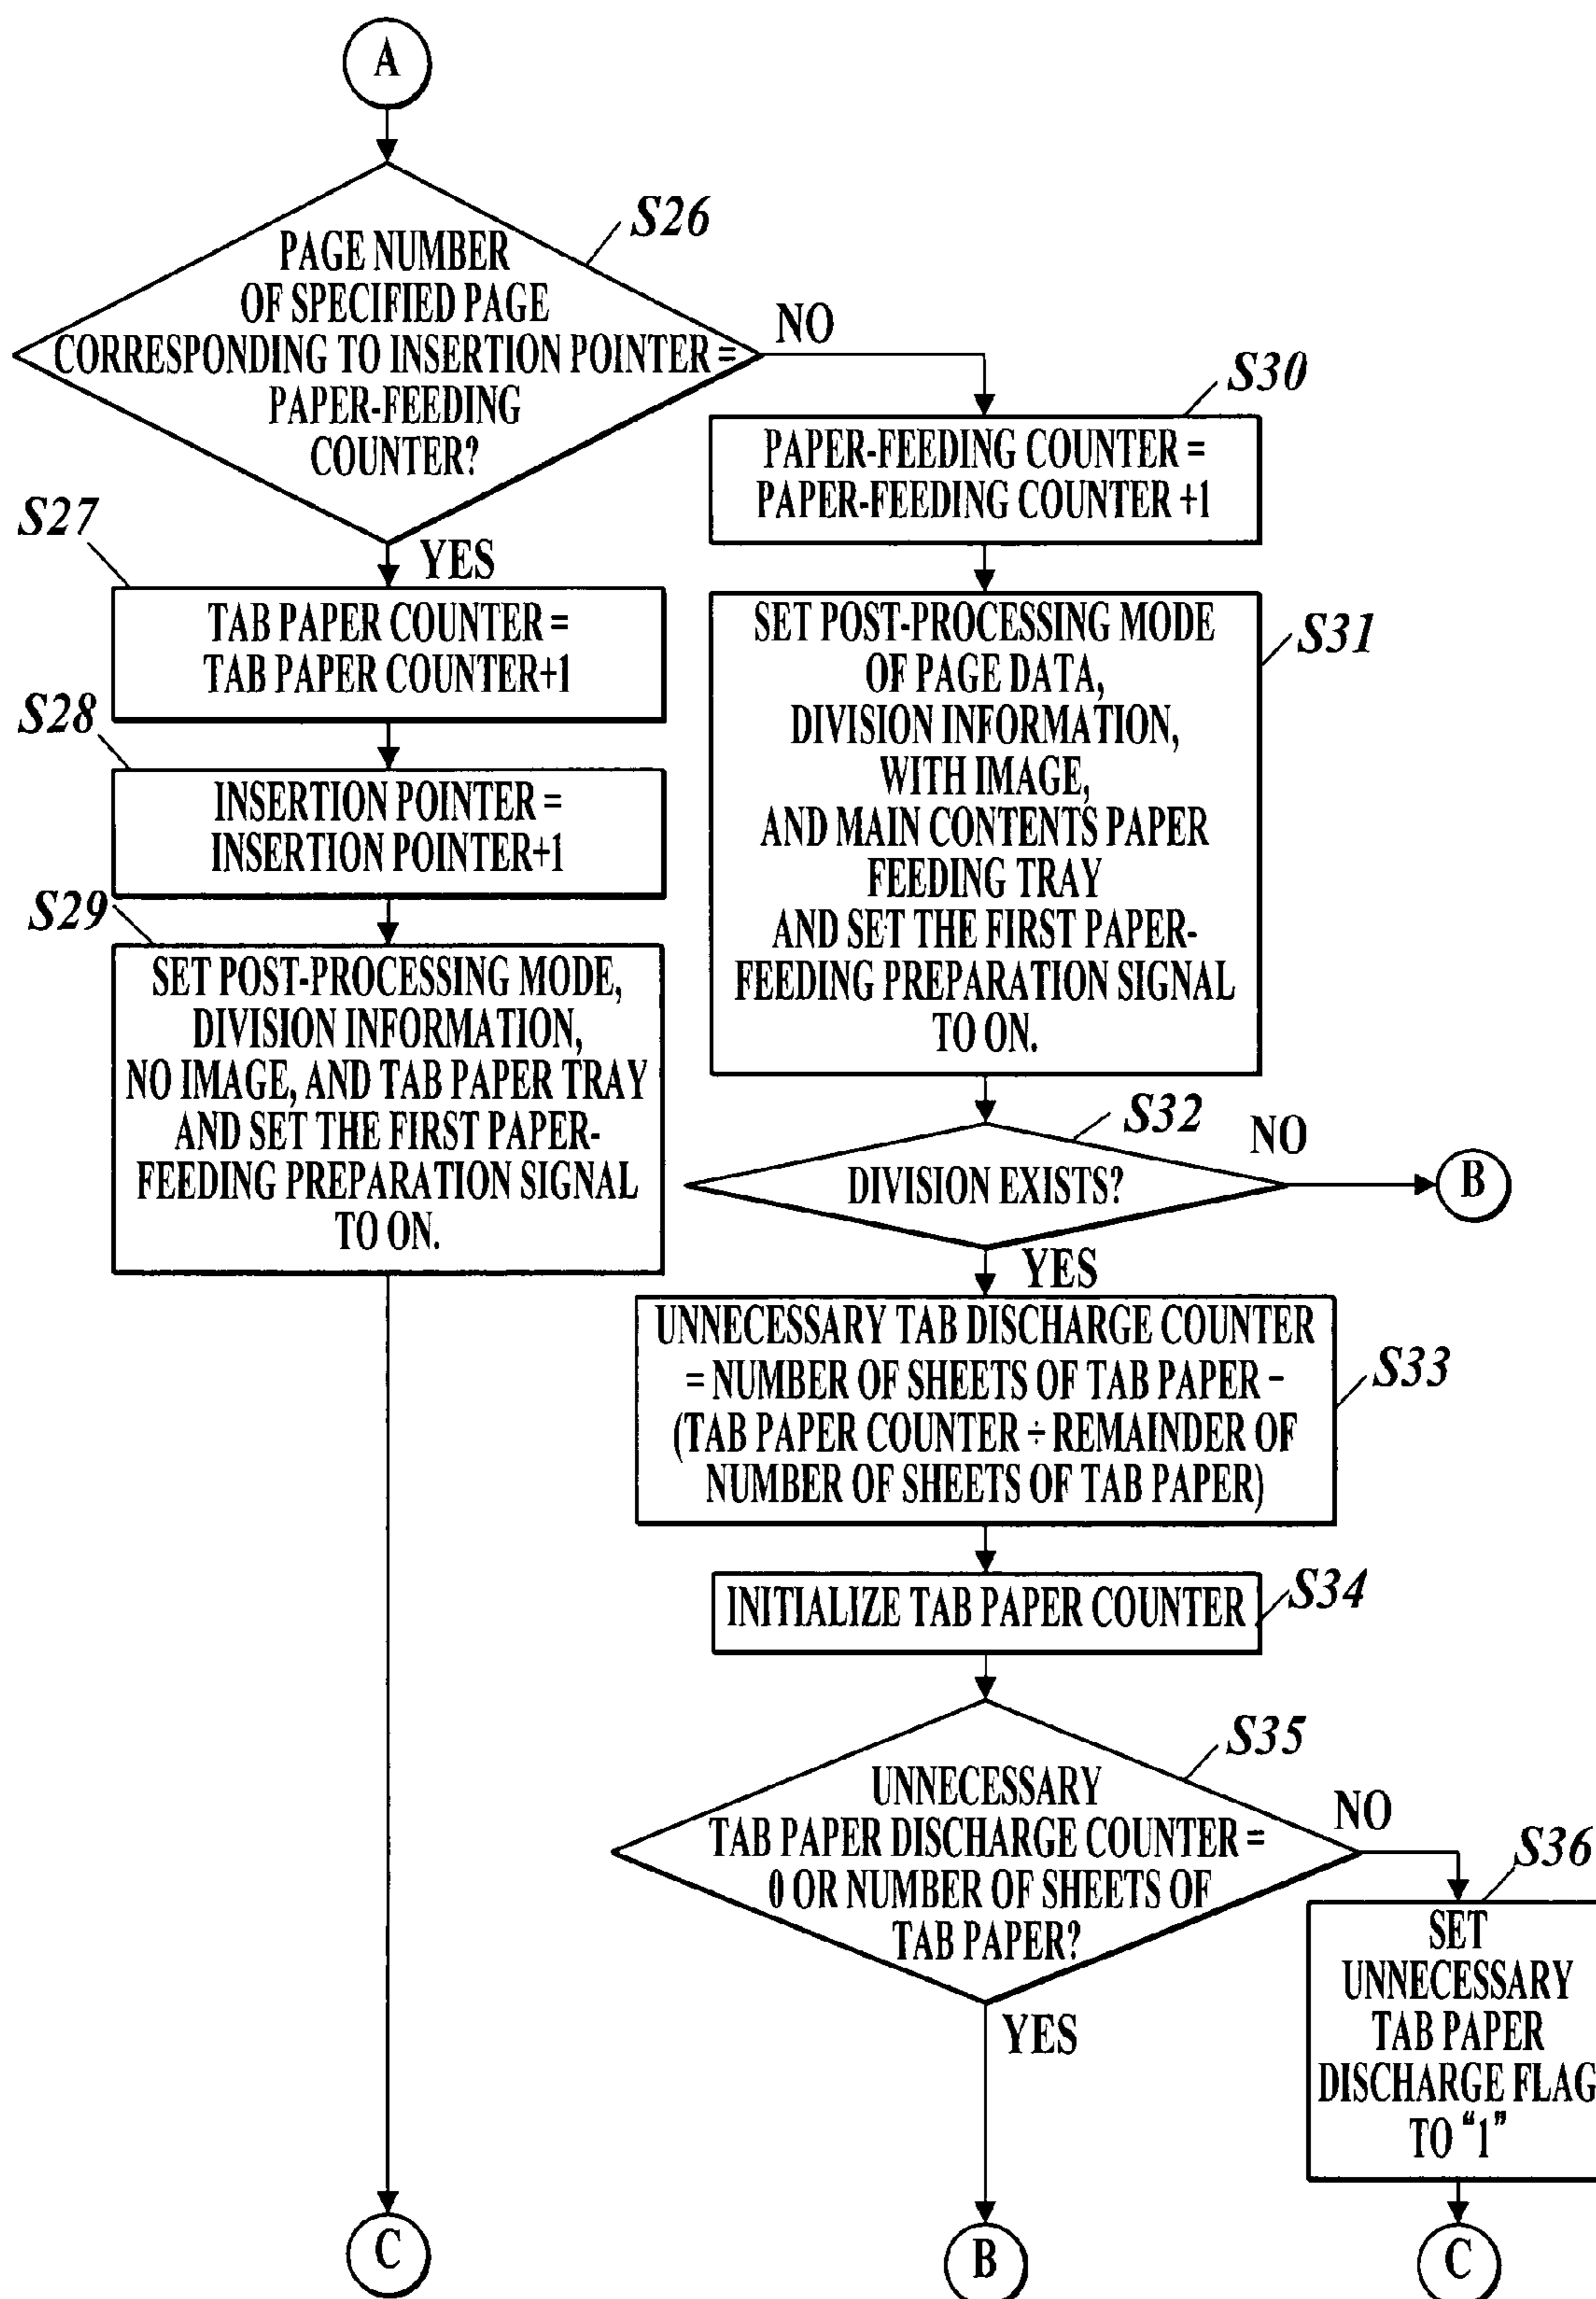 A
S26
PAGE NUMBER
OF SPECIFIED PAGE
CORRESPONDING TO INSERTION POINTER =
PAPER-FEEDING
COUNTER?
NO
YES
S27
TAB PAPER COUNTER =
TAB PAPER COUNTER+1
S28
INSERTION POINTER =
INSERTION POINTER+1
S29
SET POST-PROCESSING MODE,
DIVISION INFORMATION,
NO IMAGE, AND TAB PAPER TRAY
AND SET THE FIRST PAPER-
FEEDING PREPARATION SIGNAL
TO ON.
C
S30
PAPER-FEEDING COUNTER =
PAPER-FEEDING COUNTER +1
S31
SET POST-PROCESSING MODE
OF PAGE DATA,
DIVISION INFORMATION,
WITH IMAGE,
AND MAIN CONTENTS PAPER
FEEDING TRAY
AND SET THE FIRST PAPER-
FEEDING PREPARATION SIGNAL
TO ON.
S32
DIVISION EXISTS?
NO
B
YES
S33
UNNECESSARY TAB DISCHARGE COUNTER
= NUMBER OF SHEETS OF TAB PAPER −
(TAB PAPER COUNTER ÷ REMAINDER OF
NUMBER OF SHEETS OF TAB PAPER)
S34
INITIALIZE TAB PAPER COUNTER
S35
UNNECESSARY
TAB PAPER DISCHARGE COUNTER =
0 OR NUMBER OF SHEETS OF
TAB PAPER?
NO
YES
B
S36
SET
UNNECESSARY
TAB PAPER
DISCHARGE FLAG
TO “1”
C